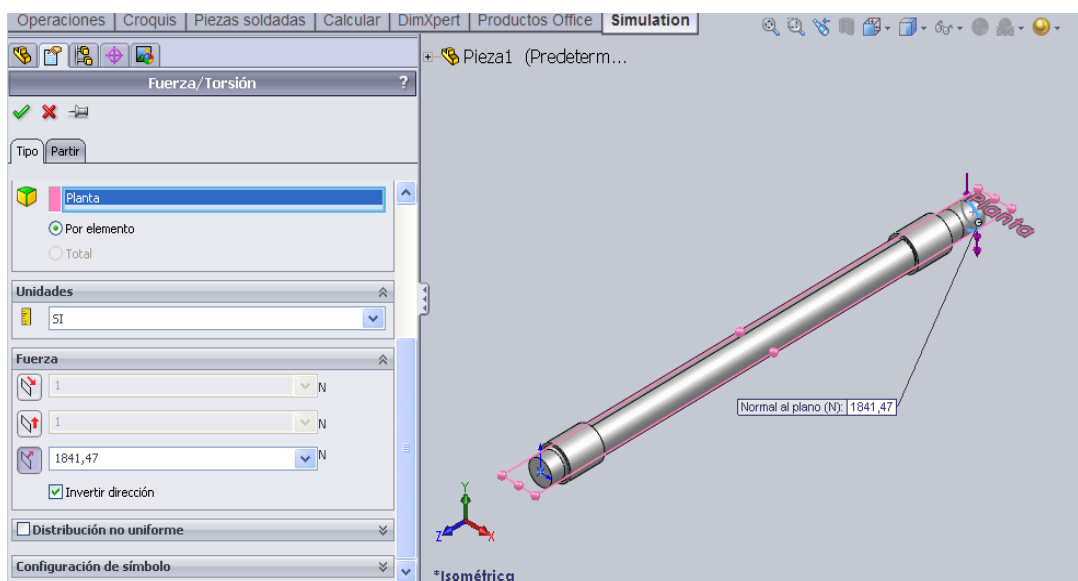 Operaciones Croquis Piezas soldadas Calcular DimXpert Productos Office Simulation
Pieza1 (Predeterm...
Fuerza/Torsión ?
Tipo Partir
Planta
Por elemento
Total
Unidades
SI
Fuerza
1 N
1 N
1841,47 N
Invertir dirección
Distribución no uniforme
Configuración de símbolo
Planta
Normal al plano (N): 1841,47
Y
Z X
*Isométrica